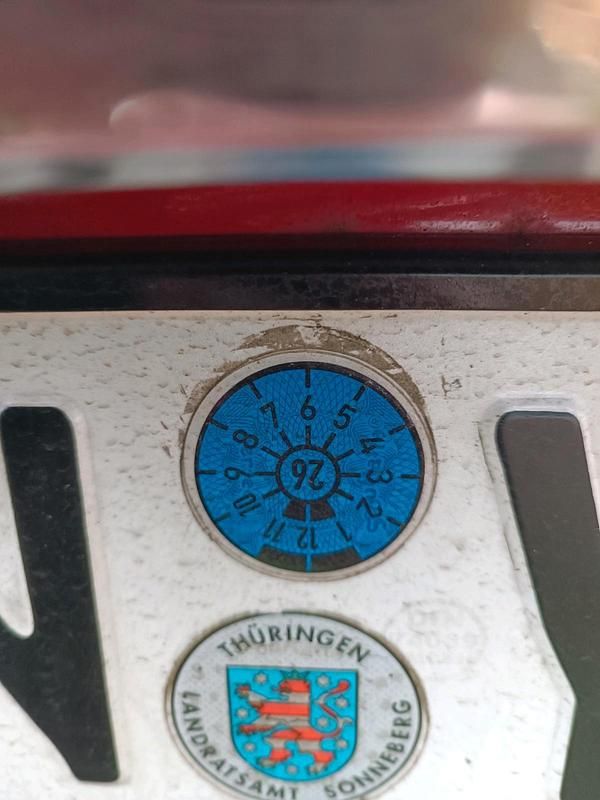 1 2 3 4 5 6 7 8 9 10 11 12
26
THÜRINGEN
LANDRATSAMT SONNEBERG